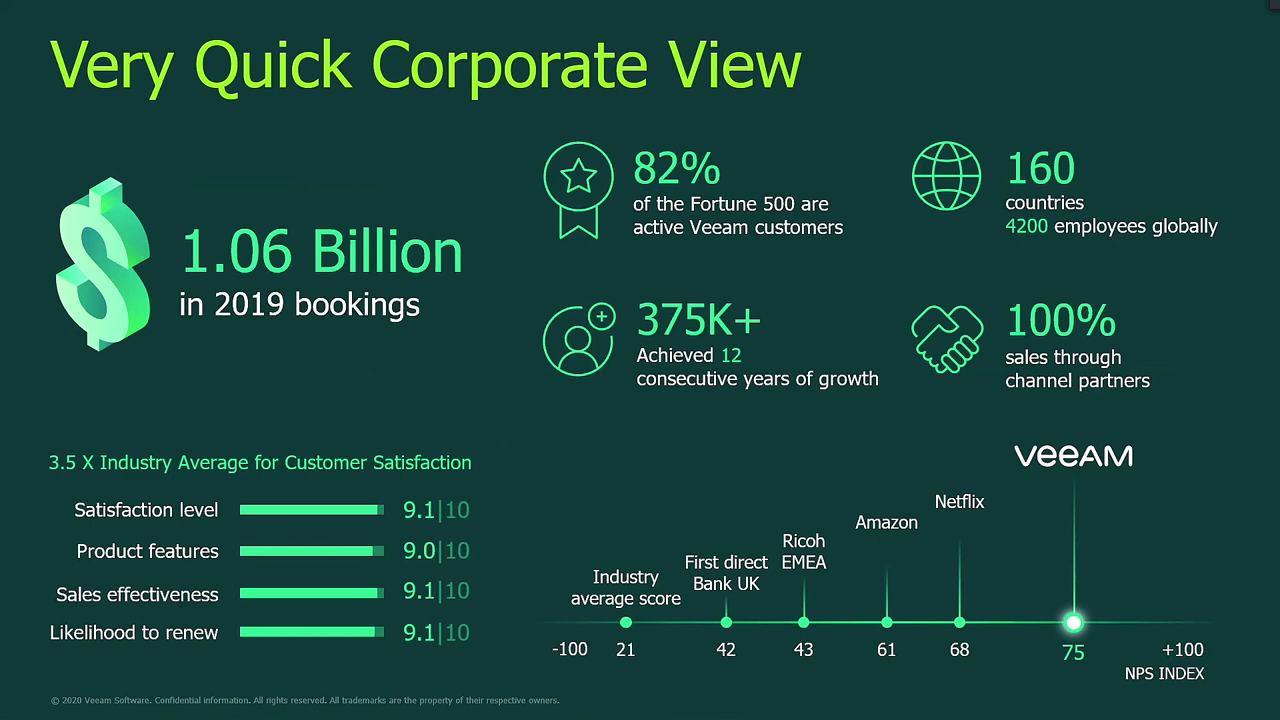 Very Quick Corporate View
1.06 Billion
in 2019 bookings
82%
of the Fortune 500 are
active Veeam customers
160
countries
4200 employees globally
375K+
Achieved 12
consecutive years of growth
100%
sales through
channel partners
3.5 X Industry Average for Customer Satisfaction
Satisfaction level 9.1|10
Product features 9.0|10
Sales effectiveness 9.1|10
Likelihood to renew 9.1|10
veeAM
Netflix
Amazon
Ricoh
EMEA
First direct
Bank UK
Industry
average score
-100 21 42 43 61 68 75 +100
NPS INDEX
© 2020 Veeam Software. Confidential information. All rights reserved. All trademarks are the property of their respective owners.